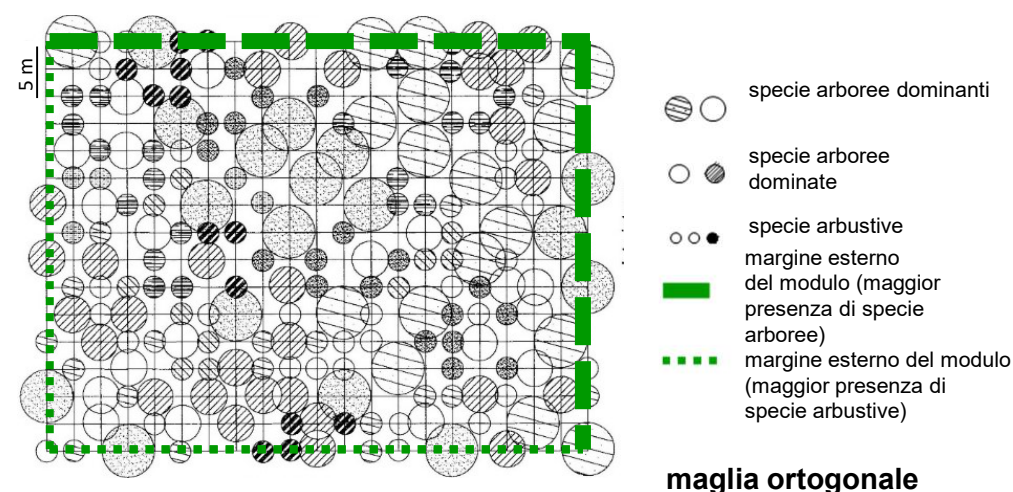 5 m
specie arboree dominanti
specie arboree
dominate
specie arbustive
margine esterno
del modulo (maggior
presenza di specie
arboree)
margine esterno del modulo
(maggior presenza di
specie arbustive)
maglia ortogonale